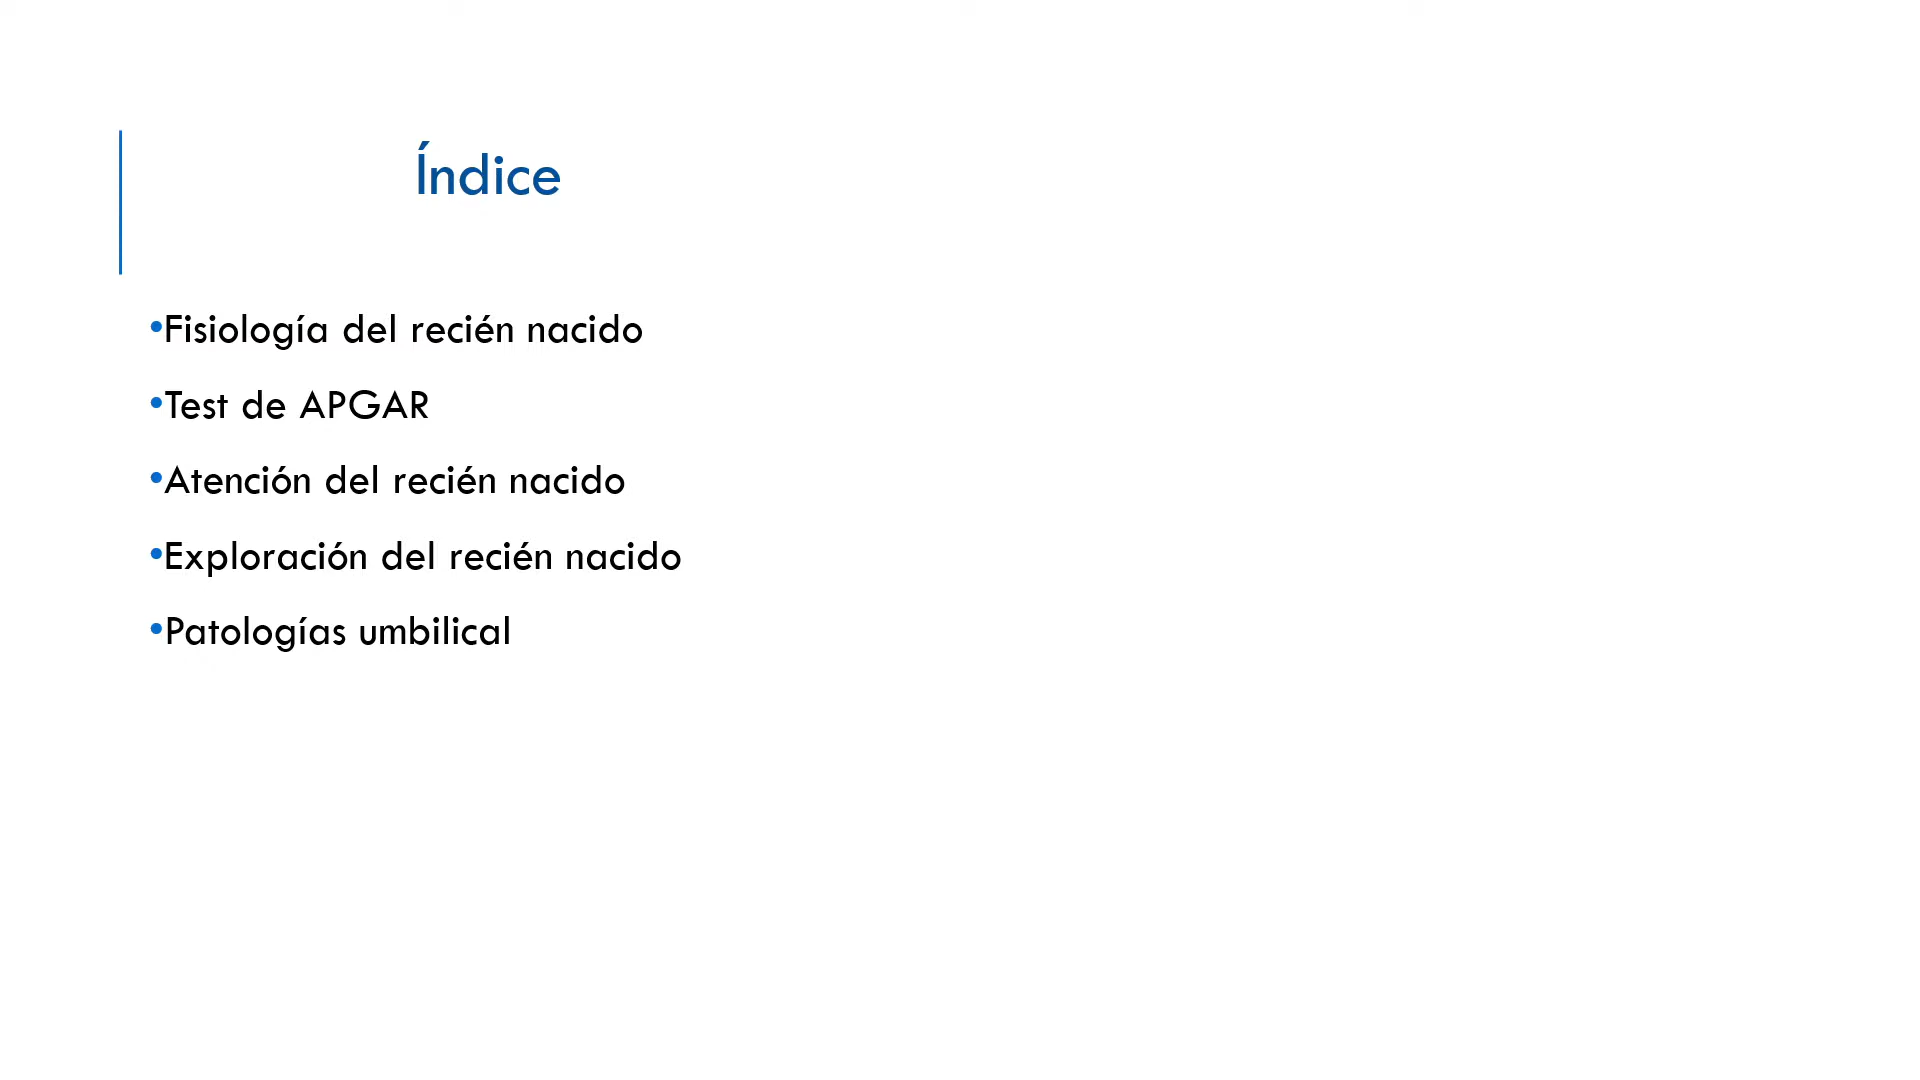 Índice
•Fisiología del recién nacido
•Test de APGAR
•Atención del recién nacido
•Exploración del recién nacido
•Patologías umbilical